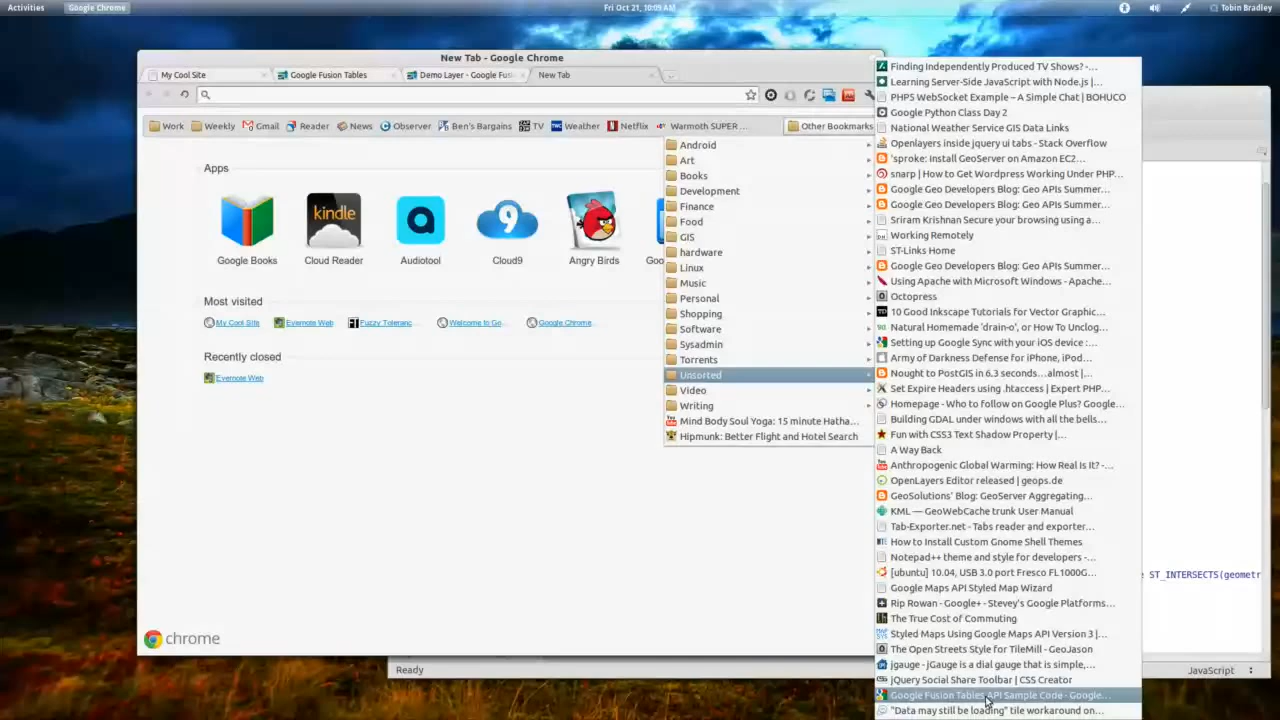 Activities
Google Chrome
Fri Oct 21, 10:09 AM
Tobin Bradley
New Tab - Google Chrome
My Cool Site
Google Fusion Tables
Demo Layer - Google Fus
New Tab
Work
Weekly
Gmail
Reader
News
Observer
Ben's Bargains
TV
Weather
Netflix
Warmoth SUPER ...
Other Bookmarks
Apps
Google Books
kindle
Cloud Reader
a
Audiotool
9
Cloud9
Angry Birds
Goo
Most visited
My Cool Site
Evernote Web
Fuzzy Toleranc...
Welcome to Go...
Google Chrome...
Recently closed
Evernote Web
chrome
Android
Art
Books
Development
Finance
Food
GIS
hardware
Linux
Music
Personal
Shopping
Software
Sysadmin
Torrents
Unsorted
Video
Writing
Mind Body Soul Yoga: 15 minute Hatha...
Hipmunk: Better Flight and Hotel Search
Finding Independently Produced TV Shows? -...
Learning Server-Side JavaScript with Node.js |...
PHP5 WebSocket Example – A Simple Chat | BOHUCO
Google Python Class Day 2
National Weather Service GIS Data Links
Openlayers inside jquery ui tabs - Stack Overflow
'sproke: Install GeoServer on Amazon EC2...
snarp | How to Get Wordpress Working Under PHP...
Google Geo Developers Blog: Geo APIs Summer...
Google Geo Developers Blog: Geo APIs Summer...
Sriram Krishnan Secure your browsing using a...
Working Remotely
ST-Links Home
Google Geo Developers Blog: Geo APIs Summer...
Using Apache with Microsoft Windows - Apache...
Octopress
10 Good Inkscape Tutorials for Vector Graphic...
Natural Homemade 'drain-o', or How To Unclog...
Setting up Google Sync with your iOS device :...
Army of Darkness Defense for iPhone, iPod...
Nought to PostGIS in 6.3 seconds…almost |...
Set Expire Headers using .htaccess | Expert PHP...
Homepage - Who to follow on Google Plus? Google...
Building GDAL under windows with all the bells...
Fun with CSS3 Text Shadow Property |...
A Way Back
Anthropogenic Global Warming: How Real Is It? -...
OpenLayers Editor released | geops.de
GeoSolutions' Blog: GeoServer Aggregating...
KML — GeoWebCache trunk User Manual
Tab-Exporter.net - Tabs reader and exporter...
How to Install Custom Gnome Shell Themes
Notepad++ theme and style for developers -...
[ubuntu] 10.04, USB 3.0 port Fresco FL1000G...
Google Maps API Styled Map Wizard
Rip Rowan - Google+ - Stevey's Google Platforms...
The True Cost of Commuting
Styled Maps Using Google Maps API Version 3 |...
The Open Streets Style for TileMill - GeoJason
jgauge - jGauge is a dial gauge that is simple,...
jQuery Social Share Toolbar | CSS Creator
Google Fusion Tables API Sample Code - Google...
"Data may still be loading" tile workaround on...
ST_INTERSECTS(geometr
Ready
JavaScript